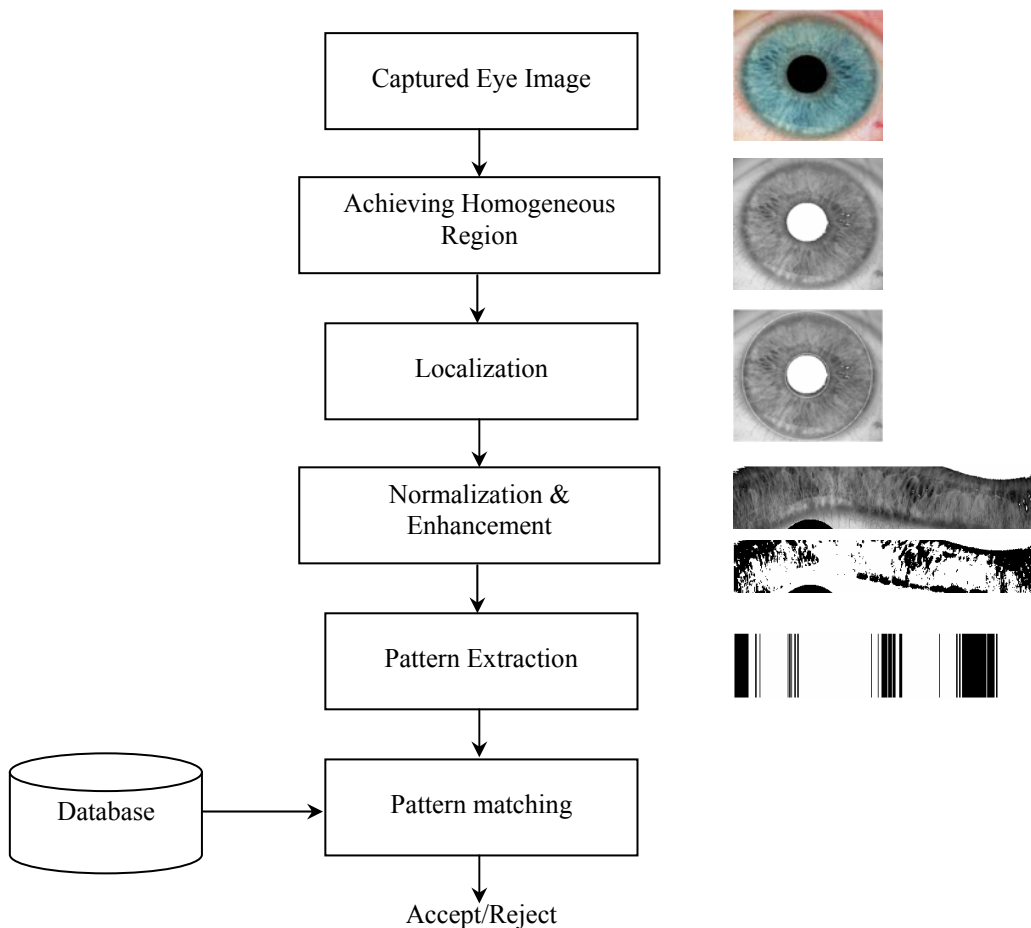 Captured Eye Image
Achieving Homogeneous
Region
Localization
Normalization &
Enhancement
Pattern Extraction
Database
Pattern matching
Accept/Reject